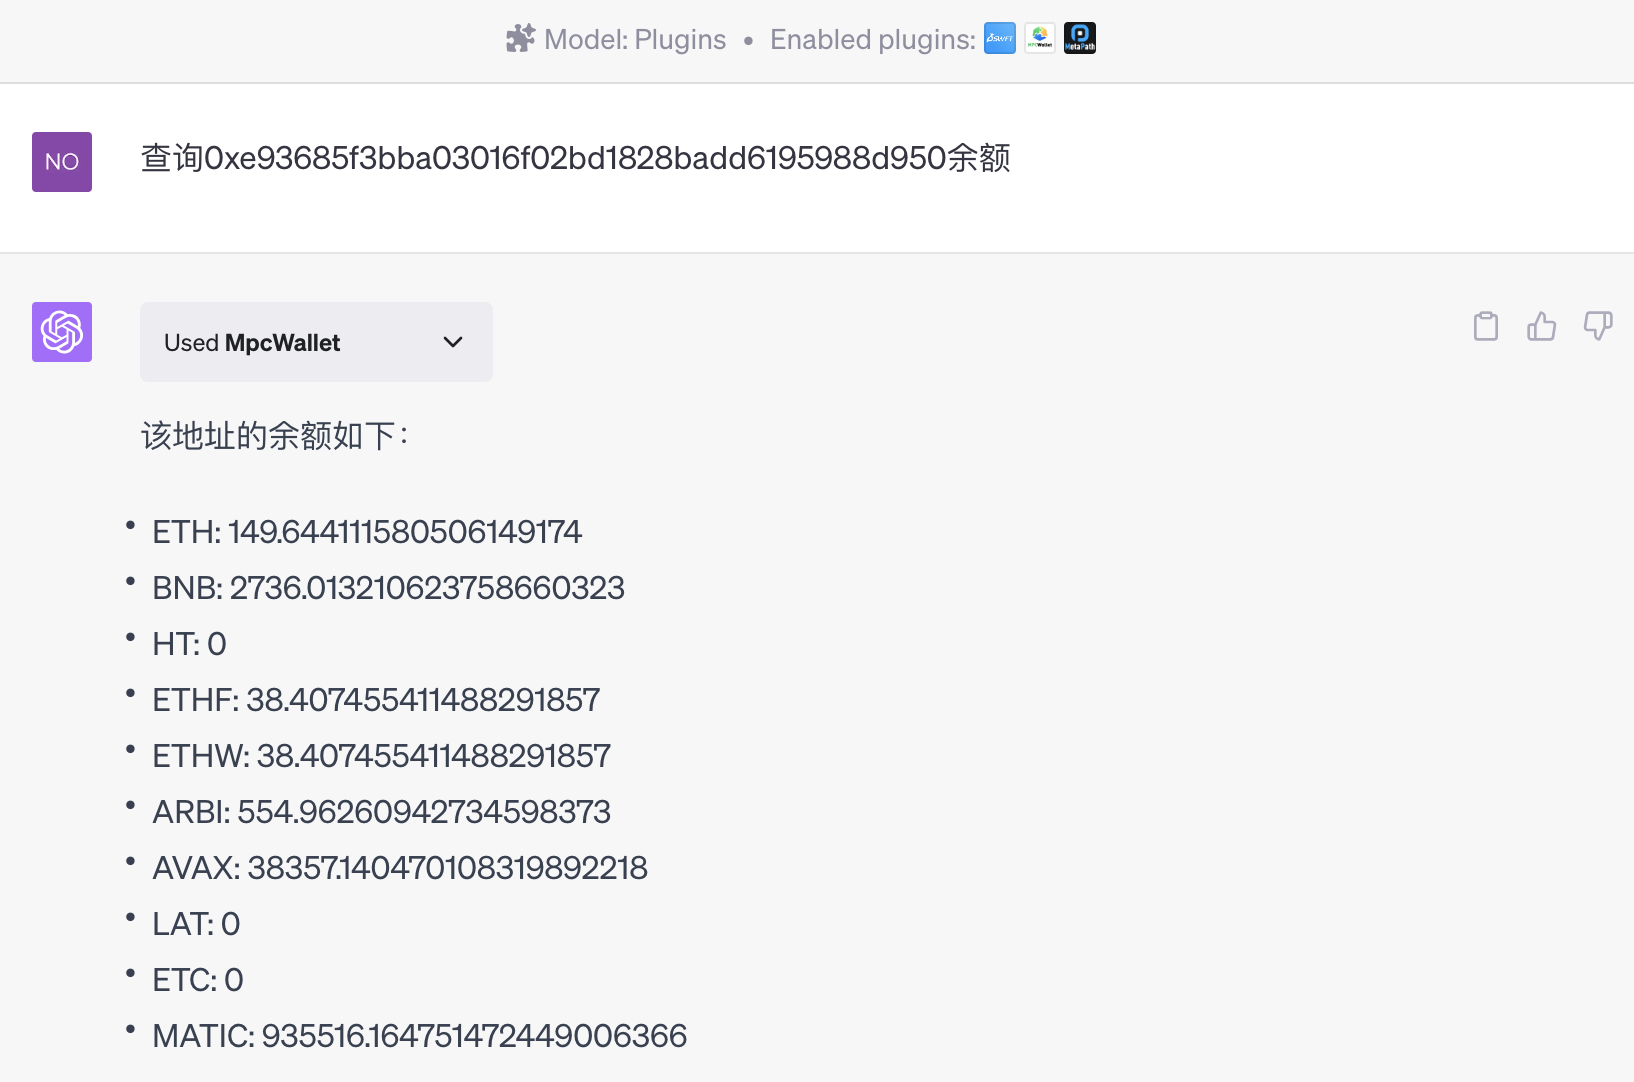 Model: Plugins • Enabled plugins: SWFT MPCWallet MetaPath
NO
查询0xe93685f3bba03016f02bd1828badd6195988d950余额
Used MpcWallet
该地址的余额如下：
• ETH: 149.644111580506149174
• BNB: 2736.013210623758660323
• HT: 0
• ETHF: 38.407455411488291857
• ETHW: 38.407455411488291857
• ARBI: 554.96260942734598373
• AVAX: 38357.140470108319892218
• LAT: 0
• ETC: 0
• MATIC: 935516.164751472449006366